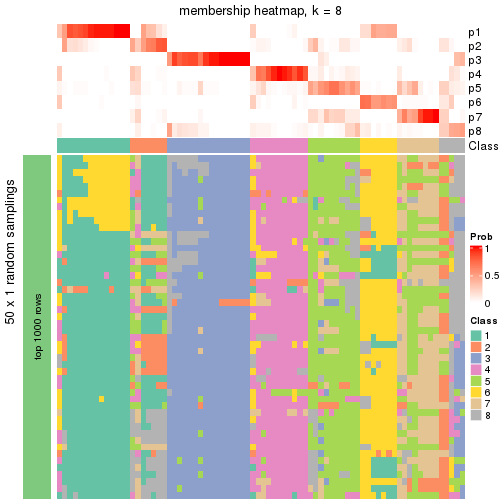 membership heatmap, k = 8
p1
p2
p3
p4
p5
p6
p7
p8
Class
50 x 1 random samplings
top 1000 rows
Prob
1
0.5
0
Class
1
2
3
4
5
6
7
8